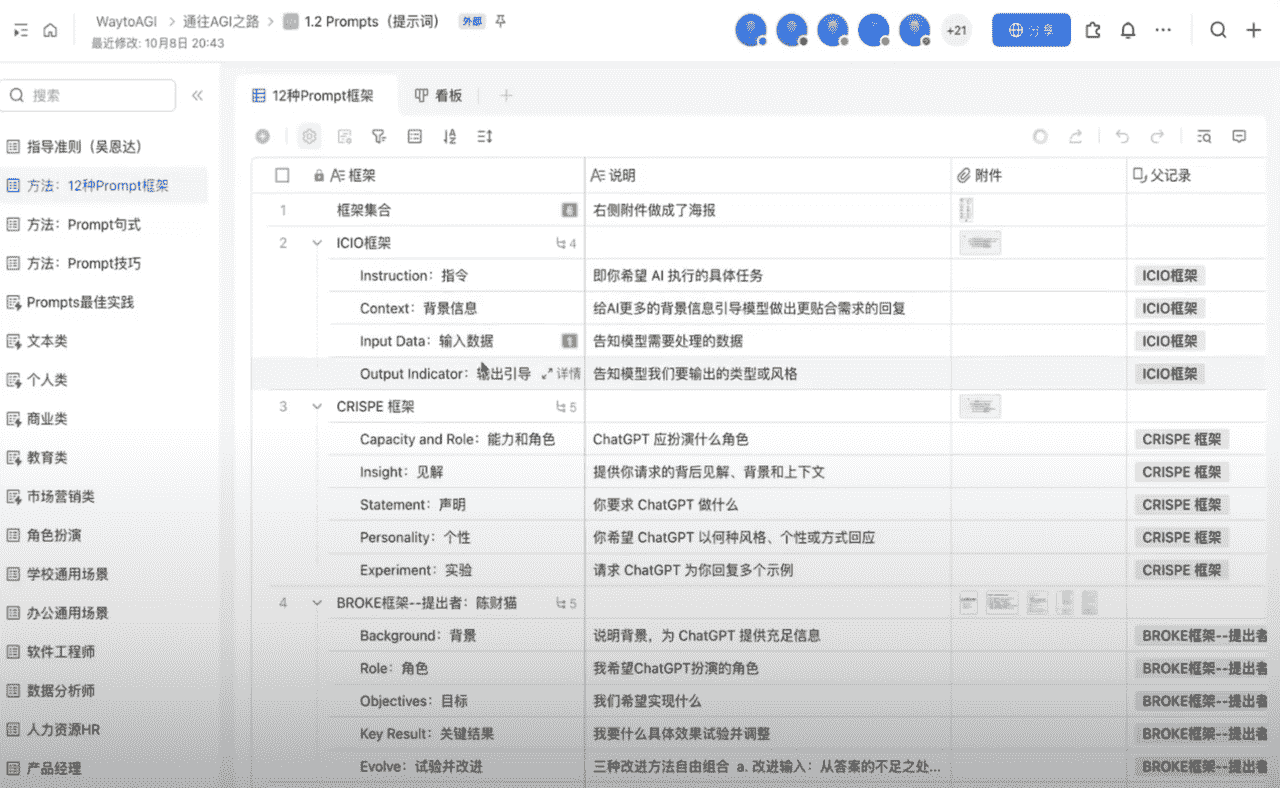 WaytoAGI > 通往AGI之路 > 1.2 Prompts（提示词） 外部
最近修改: 10月8日 20:43
+21
分享
搜索
指导准则（吴恩达）
方法：12种Prompt框架
方法：Prompt句式
方法：Prompt技巧
Prompts最佳实践
文本类
个人类
商业类
教育类
市场营销类
角色扮演
学校通用场景
办公通用场景
软件工程师
数据分析师
人力资源HR
产品经理
12种Prompt框架 看板
框架 说明 附件 父记录
1 框架集合 右侧附件做成了海报
2 ICIO框架 4
Instruction：指令 即你希望 AI 执行的具体任务 ICIO框架
Context：背景信息 给AI更多的背景信息引导模型做出更贴合需求的回复 ICIO框架
Input Data：输入数据 告知模型需要处理的数据 ICIO框架
Output Indicator：输出引导 详情 告知模型我们要输出的类型或风格 ICIO框架
3 CRISPE 框架 5
Capacity and Role：能力和角色 ChatGPT 应扮演什么角色 CRISPE 框架
Insight：见解 提供你请求的背后见解、背景和上下文 CRISPE 框架
Statement：声明 你要求 ChatGPT 做什么 CRISPE 框架
Personality：个性 你希望 ChatGPT 以何种风格、个性或方式回应 CRISPE 框架
Experiment：实验 请求 ChatGPT 为你回复多个示例 CRISPE 框架
4 BROKE框架--提出者：陈财猫 5
Background：背景 说明背景，为 ChatGPT 提供充足信息 BROKE框架--提出者
Role：角色 我希望ChatGPT扮演的角色 BROKE框架--提出者
Objectives：目标 我们希望实现什么 BROKE框架--提出者
Key Result：关键结果 我要什么具体效果试验并调整 BROKE框架--提出者
Evolve：试验并改进 三种改进方法自由组合 a. 改进输入：从答案的不足之处... BROKE框架--提出者